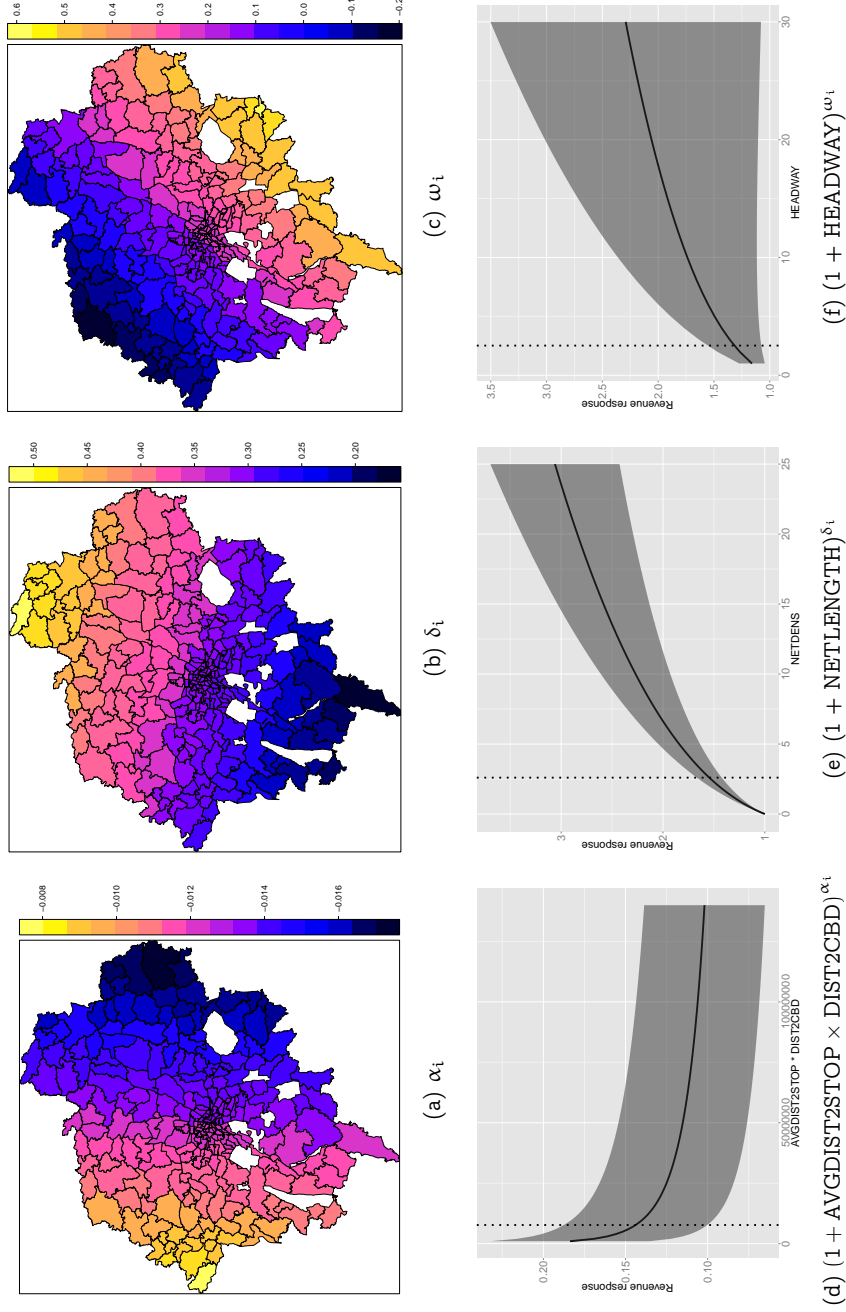 −0.008
−0.010
−0.012
−0.014
−0.016
(a) αᵢ
0.50
0.45
0.40
0.35
0.30
0.25
0.20
(b) δᵢ
0.6
0.5
0.4
0.3
0.2
0.1
0.0
−0.1
−0.2
(c) ωᵢ
Revenue response
0.20
0.15
0.10
0 50000000 100000000
AVGDIST2STOP * DIST2CBD
(d) (1 + AVGDIST2STOP × DIST2CBD)^αᵢ
Revenue response
3
2
1
0 5 10 15 20 25
NETDENS
(e) (1 + NETLENGTH)^δᵢ
Revenue response
3.5
3.0
2.5
2.0
1.5
1.0
0 10 20 30
HEADWAY
(f) (1 + HEADWAY)^ωᵢ